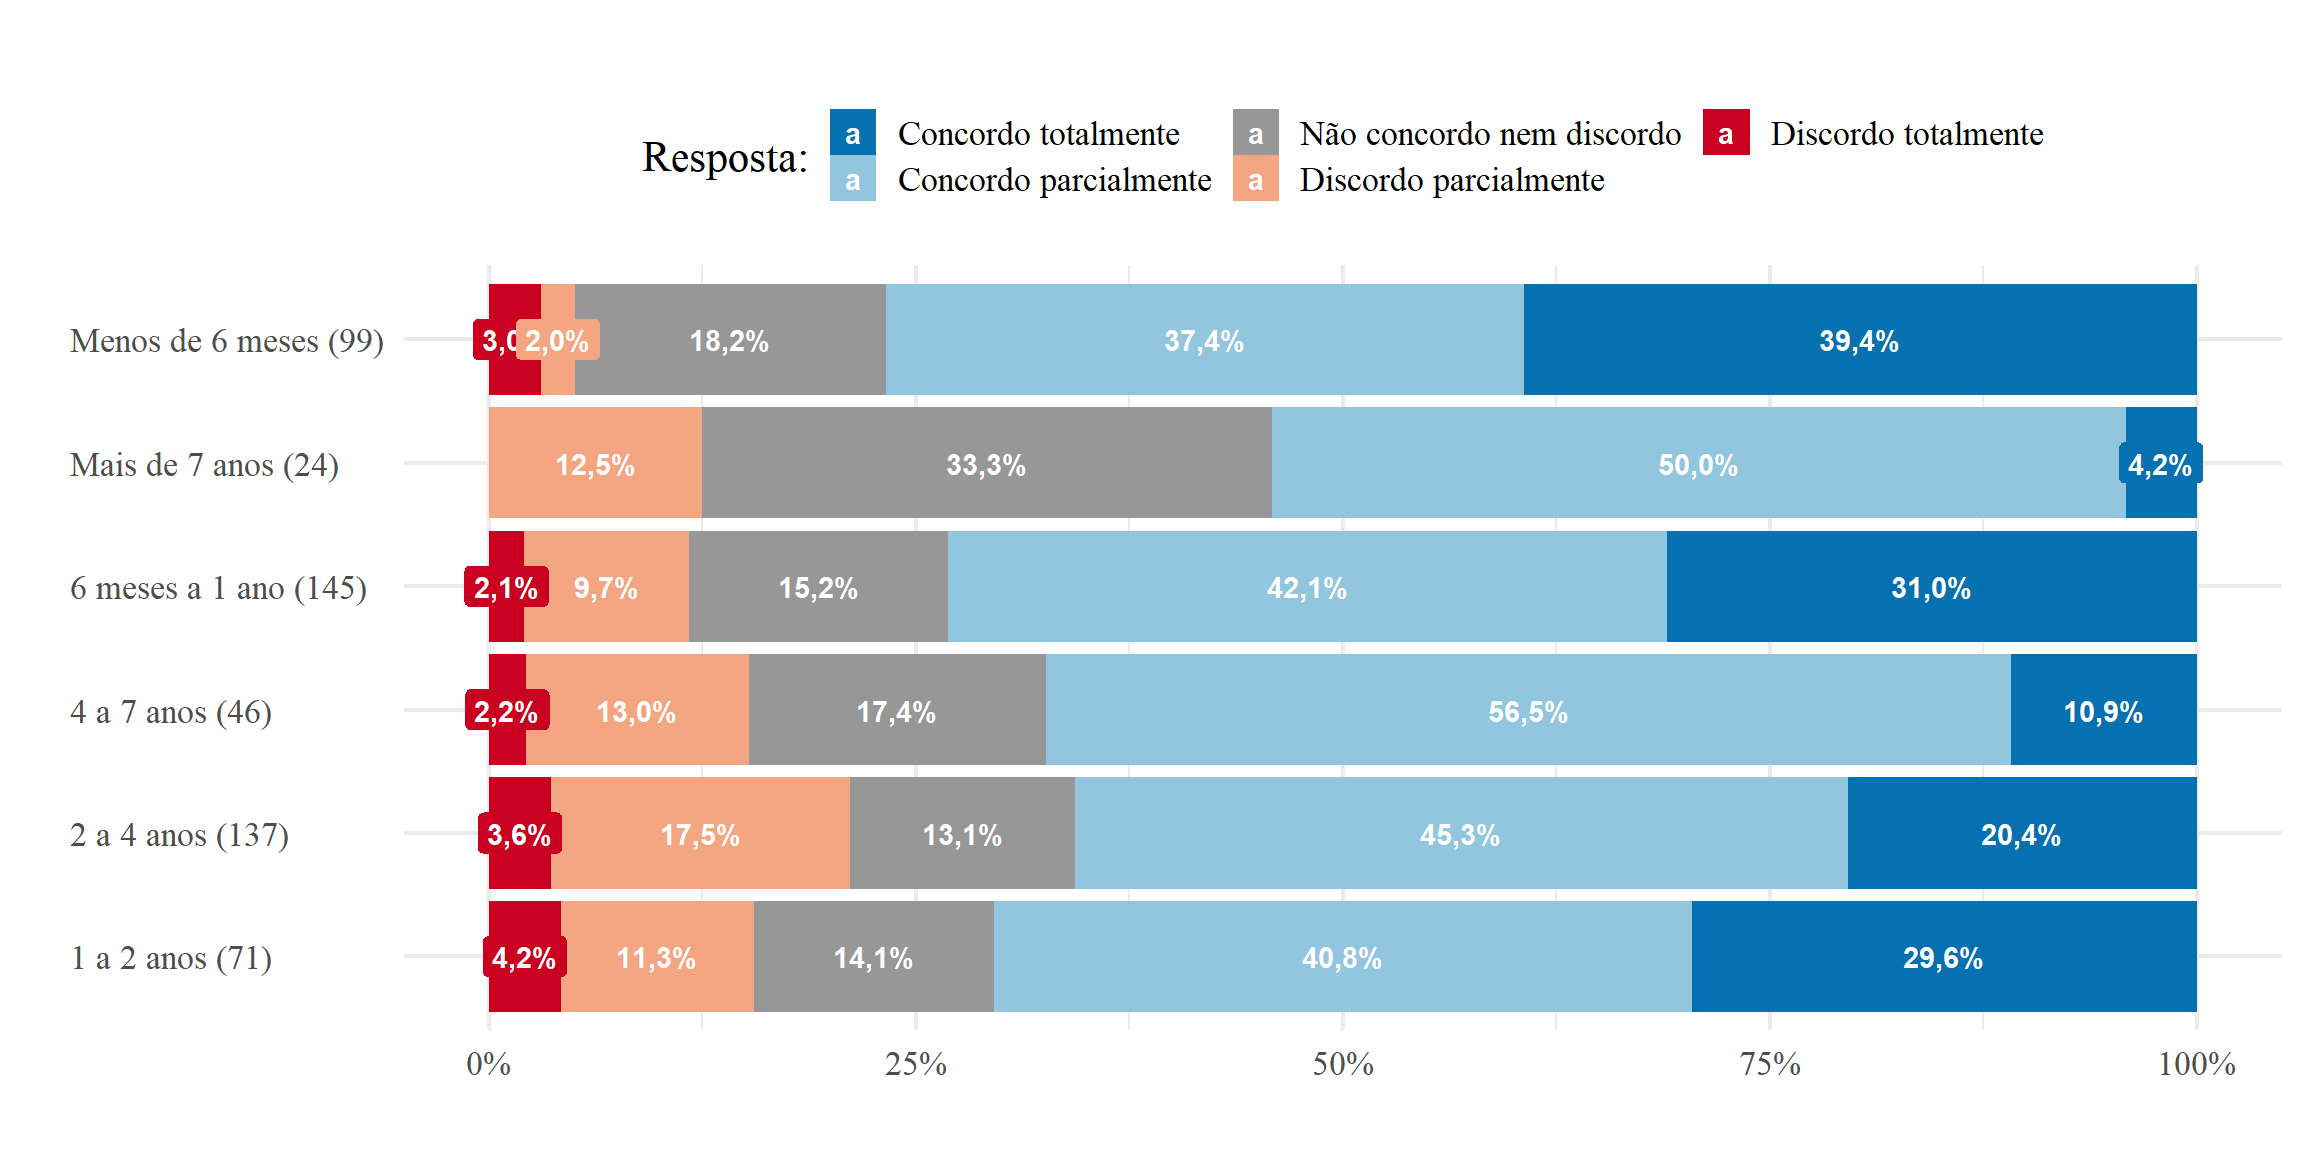 Resposta:
a Concordo totalmente
a Concordo parcialmente
a Não concordo nem discordo
a Discordo parcialmente
a Discordo totalmente
Menos de 6 meses (99) 3,0 2,0% 18,2% 37,4% 39,4%
Mais de 7 anos (24) 12,5% 33,3% 50,0% 4,2%
6 meses a 1 ano (145) 2,1% 9,7% 15,2% 42,1% 31,0%
4 a 7 anos (46) 2,2% 13,0% 17,4% 56,5% 10,9%
2 a 4 anos (137) 3,6% 17,5% 13,1% 45,3% 20,4%
1 a 2 anos (71) 4,2% 11,3% 14,1% 40,8% 29,6%
0% 25% 50% 75% 100%